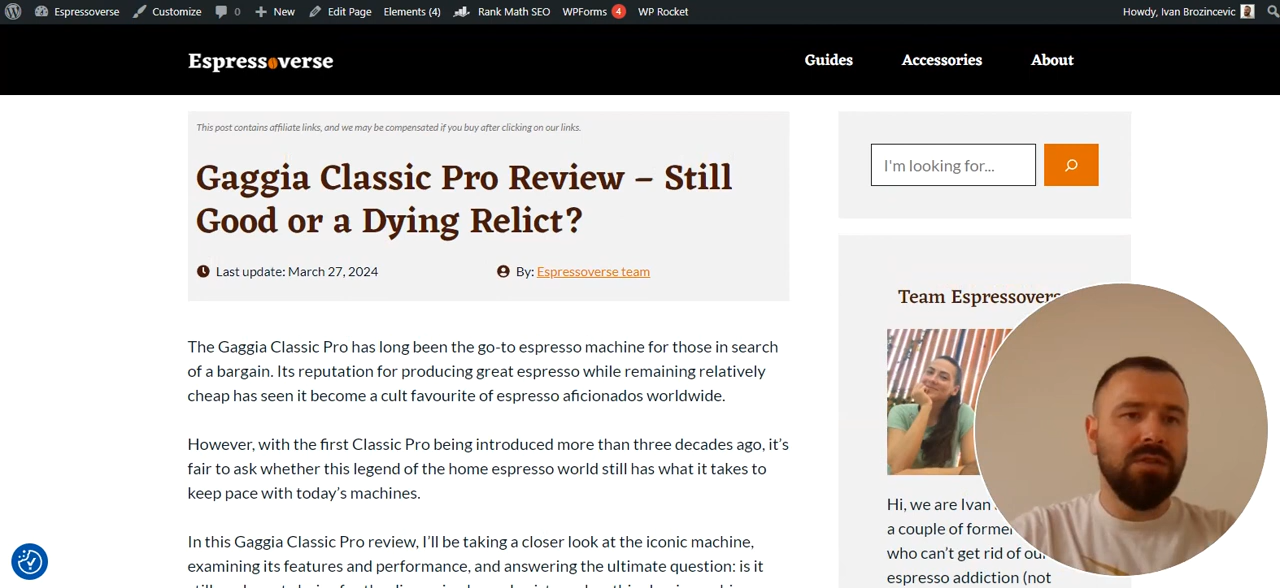 Espressoverse Customize 0 New Edit Page Elements (4) Rank Math SEO WPForms 4 WP Rocket Howdy, Ivan Brozincevic
Espressoverse Guides Accessories About
This post contains affiliate links, and we may be compensated if you buy after clicking on our links.
Gaggia Classic Pro Review – Still
Good or a Dying Relict?
Last update: March 27, 2024 By: Espressoverse team
The Gaggia Classic Pro has long been the go-to espresso machine for those in search
of a bargain. Its reputation for producing great espresso while remaining relatively
cheap has seen it become a cult favourite of espresso aficionados worldwide.
However, with the first Classic Pro being introduced more than three decades ago, it's
fair to ask whether this legend of the home espresso world still has what it takes to
keep pace with today's machines.
In this Gaggia Classic Pro review, I'll be taking a closer look at the iconic machine,
examining its features and performance, and answering the ultimate question: is it
I'm looking for...
Team Espressoverse
Hi, we are Ivan
a couple of former
who can't get rid of our
espresso addiction (not